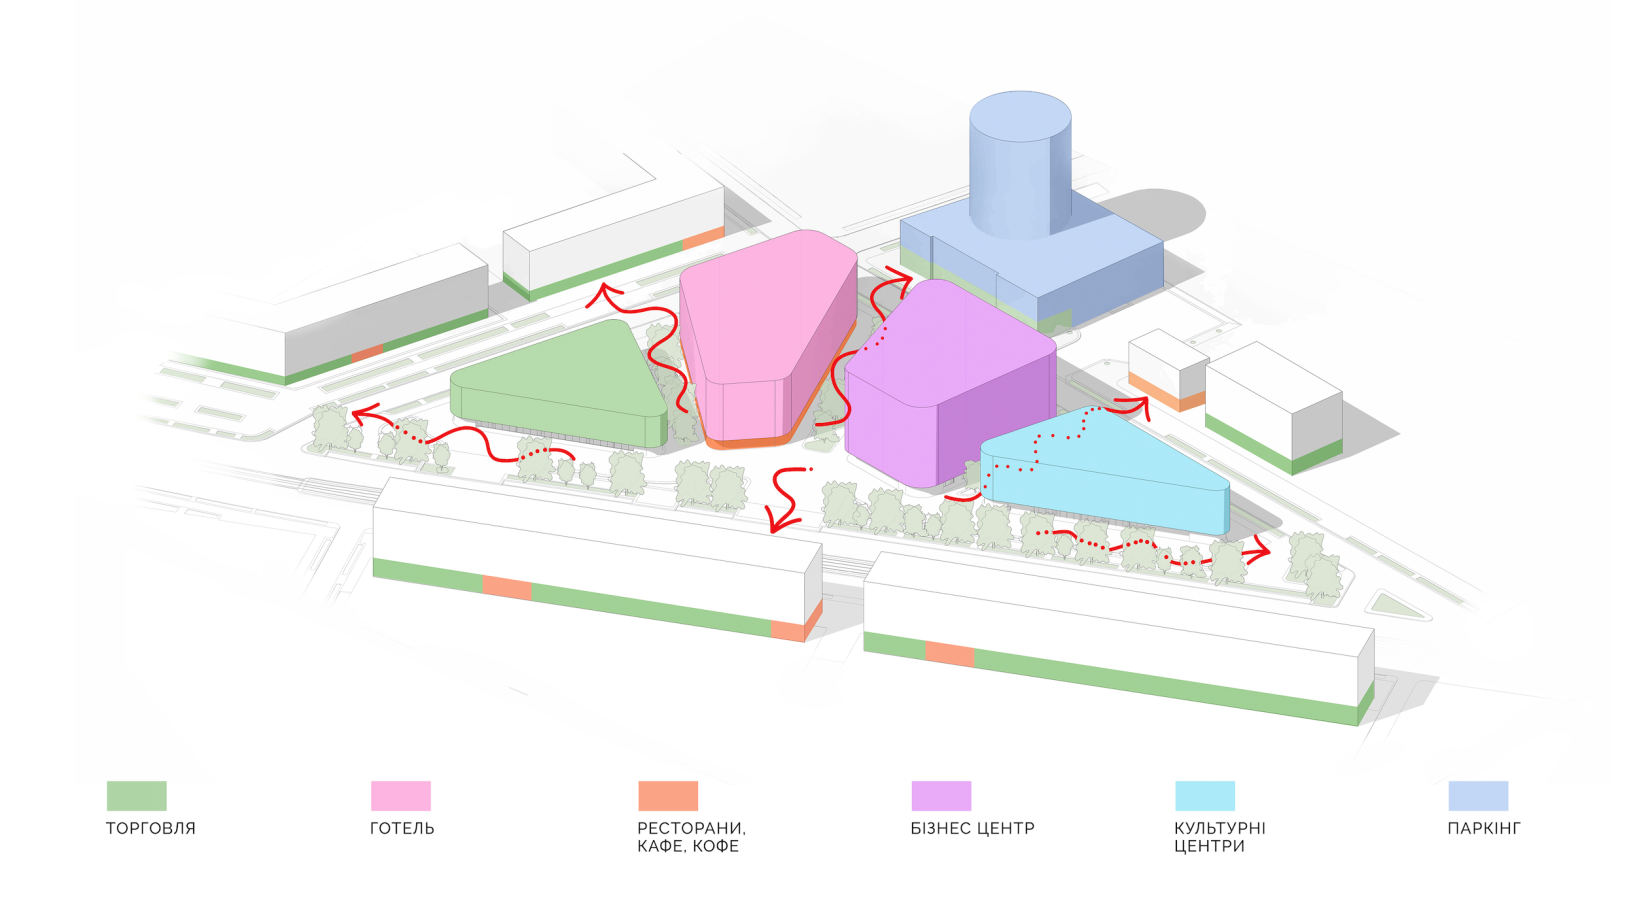 ТОРГОВЛЯ
ГОТЕЛЬ
РЕСТОРАНИ,
КАФЕ, КОФЕ
БІЗНЕС ЦЕНТР
КУЛЬТУРНІ
ЦЕНТРИ
ПАРКІНГ